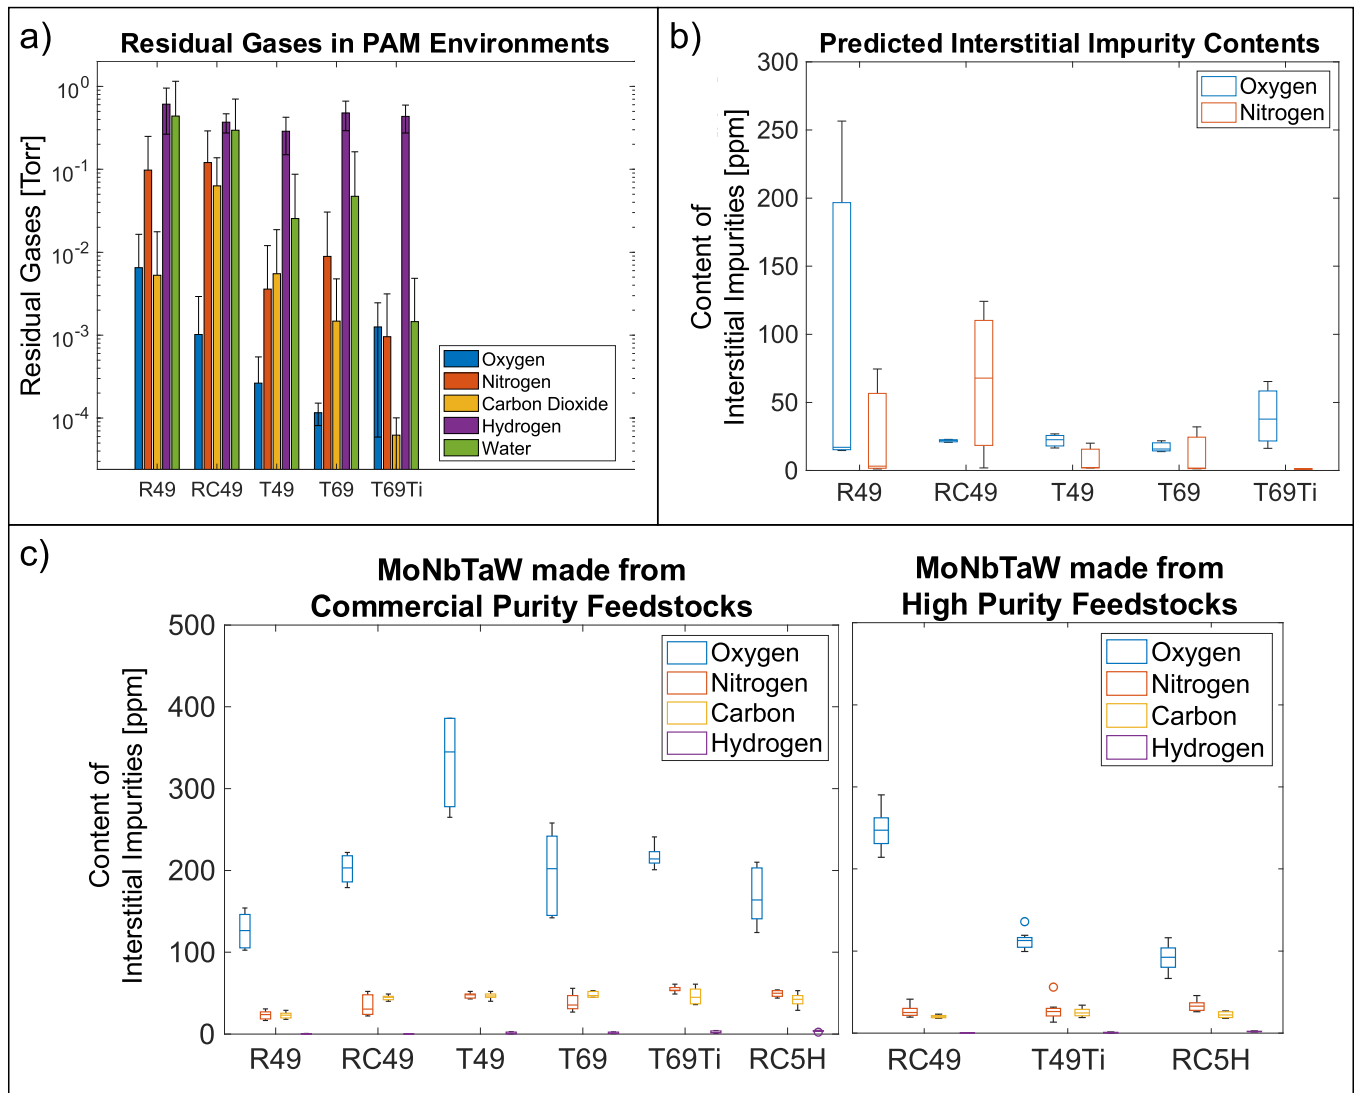 a)
Residual Gases in PAM Environments
Residual Gases [Torr]
10^0
10^-1
10^-2
10^-3
10^-4
Oxygen
Nitrogen
Carbon Dioxide
Hydrogen
Water
R49 RC49 T49 T69 T69Ti
b)
Predicted Interstitial Impurity Contents
Content of
Interstitial Impurities [ppm]
300
250
200
150
100
50
0
Oxygen
Nitrogen
R49 RC49 T49 T69 T69Ti
c)
MoNbTaW made from
Commercial Purity Feedstocks
Content of
Interstitial Impurities [ppm]
500
400
300
200
100
0
Oxygen
Nitrogen
Carbon
Hydrogen
R49 RC49 T49 T69 T69Ti RC5H
MoNbTaW made from
High Purity Feedstocks
Oxygen
Nitrogen
Carbon
Hydrogen
RC49 T49Ti RC5H